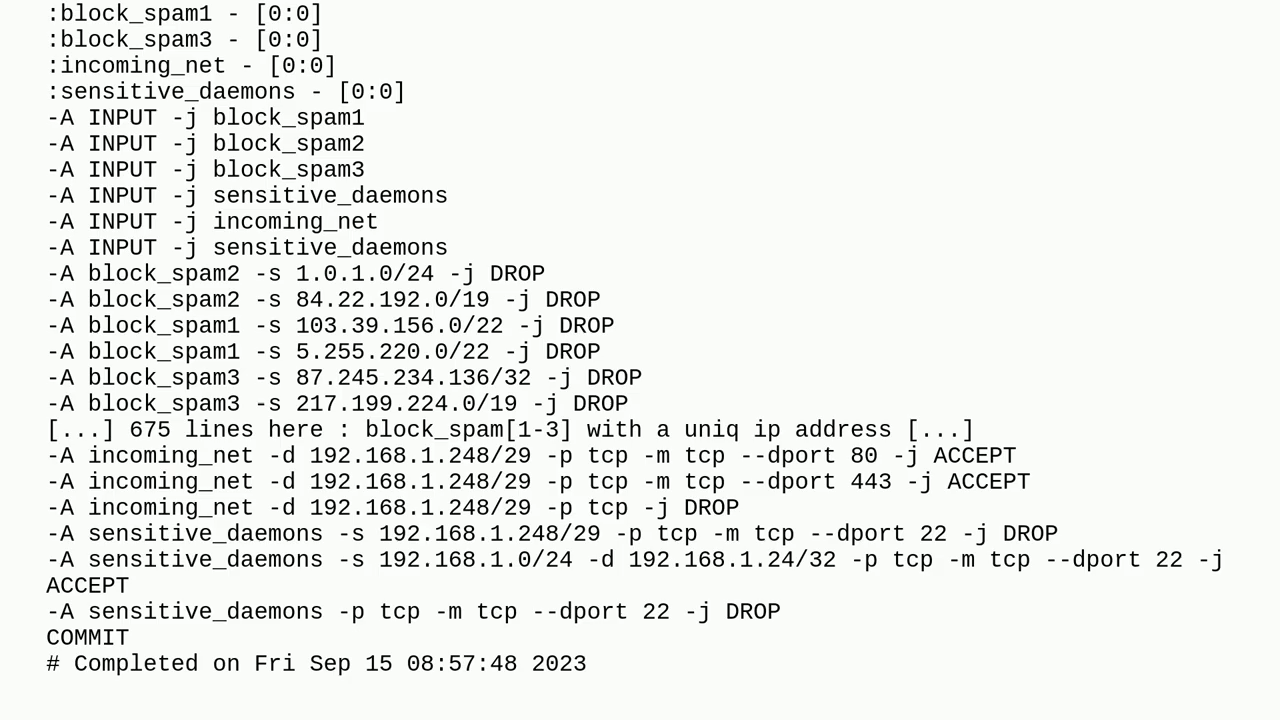 :block_spam1 - [0:0]
:block_spam3 - [0:0]
:incoming_net - [0:0]
:sensitive_daemons - [0:0]
-A INPUT -j block_spam1
-A INPUT -j block_spam2
-A INPUT -j block_spam3
-A INPUT -j sensitive_daemons
-A INPUT -j incoming_net
-A INPUT -j sensitive_daemons
-A block_spam2 -s 1.0.1.0/24 -j DROP
-A block_spam2 -s 84.22.192.0/19 -j DROP
-A block_spam1 -s 103.39.156.0/22 -j DROP
-A block_spam1 -s 5.255.220.0/22 -j DROP
-A block_spam3 -s 87.245.234.136/32 -j DROP
-A block_spam3 -s 217.199.224.0/19 -j DROP
[...] 675 lines here : block_spam[1-3] with a uniq ip address [...]
-A incoming_net -d 192.168.1.248/29 -p tcp -m tcp --dport 80 -j ACCEPT
-A incoming_net -d 192.168.1.248/29 -p tcp -m tcp --dport 443 -j ACCEPT
-A incoming_net -d 192.168.1.248/29 -p tcp -j DROP
-A sensitive_daemons -s 192.168.1.248/29 -p tcp -m tcp --dport 22 -j DROP
-A sensitive_daemons -s 192.168.1.0/24 -d 192.168.1.24/32 -p tcp -m tcp --dport 22 -j
ACCEPT
-A sensitive_daemons -p tcp -m tcp --dport 22 -j DROP
COMMIT
# Completed on Fri Sep 15 08:57:48 2023